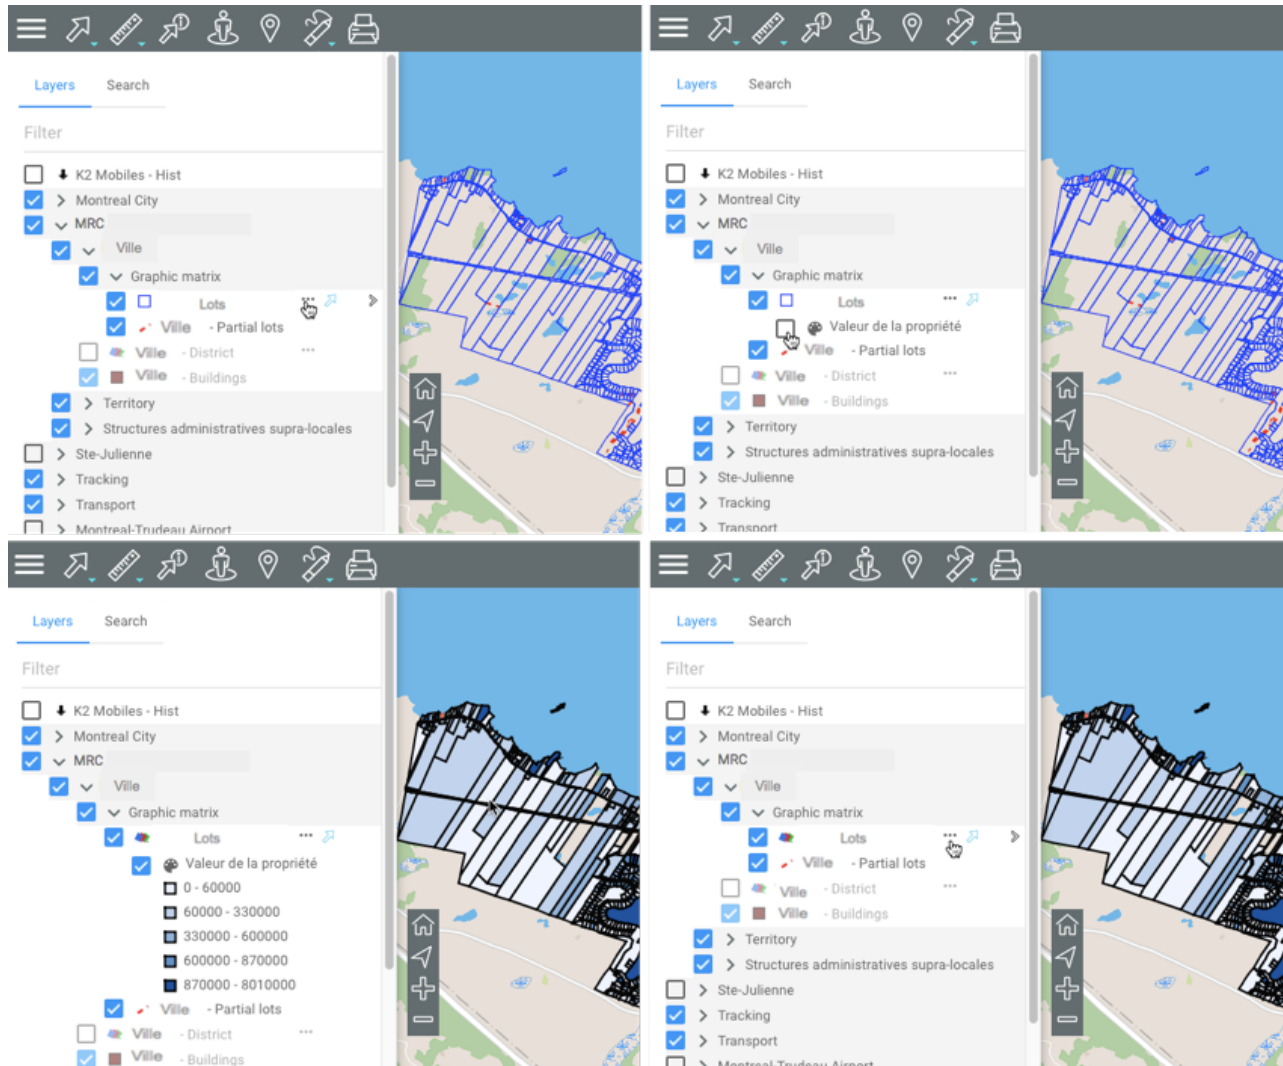 Layers Search
Filter
K2 Mobiles - Hist
Montreal City
MRC
Ville
Graphic matrix
Lots
Ville - Partial lots
Ville - District
Ville - Buildings
Territory
Structures administratives supra-locales
Ste-Julienne
Tracking
Transport
Montreal-Trudeau Airport
Layers Search
Filter
K2 Mobiles - Hist
Montreal City
MRC
Ville
Graphic matrix
Lots
Valeur de la propriété
Ville - Partial lots
Ville - District
Ville - Buildings
Territory
Structures administratives supra-locales
Ste-Julienne
Tracking
Transport
Layers Search
Filter
K2 Mobiles - Hist
Montreal City
MRC
Ville
Graphic matrix
Lots
Valeur de la propriété
0 - 60000
60000 - 330000
330000 - 600000
600000 - 870000
870000 - 8010000
Ville - Partial lots
Ville - District
Ville - Buildings
Layers Search
Filter
K2 Mobiles - Hist
Montreal City
MRC
Ville
Graphic matrix
Lots
Ville - Partial lots
Ville - District
Ville - Buildings
Territory
Structures administratives supra-locales
Ste-Julienne
Tracking
Transport
Montreal-Trudeau Airport